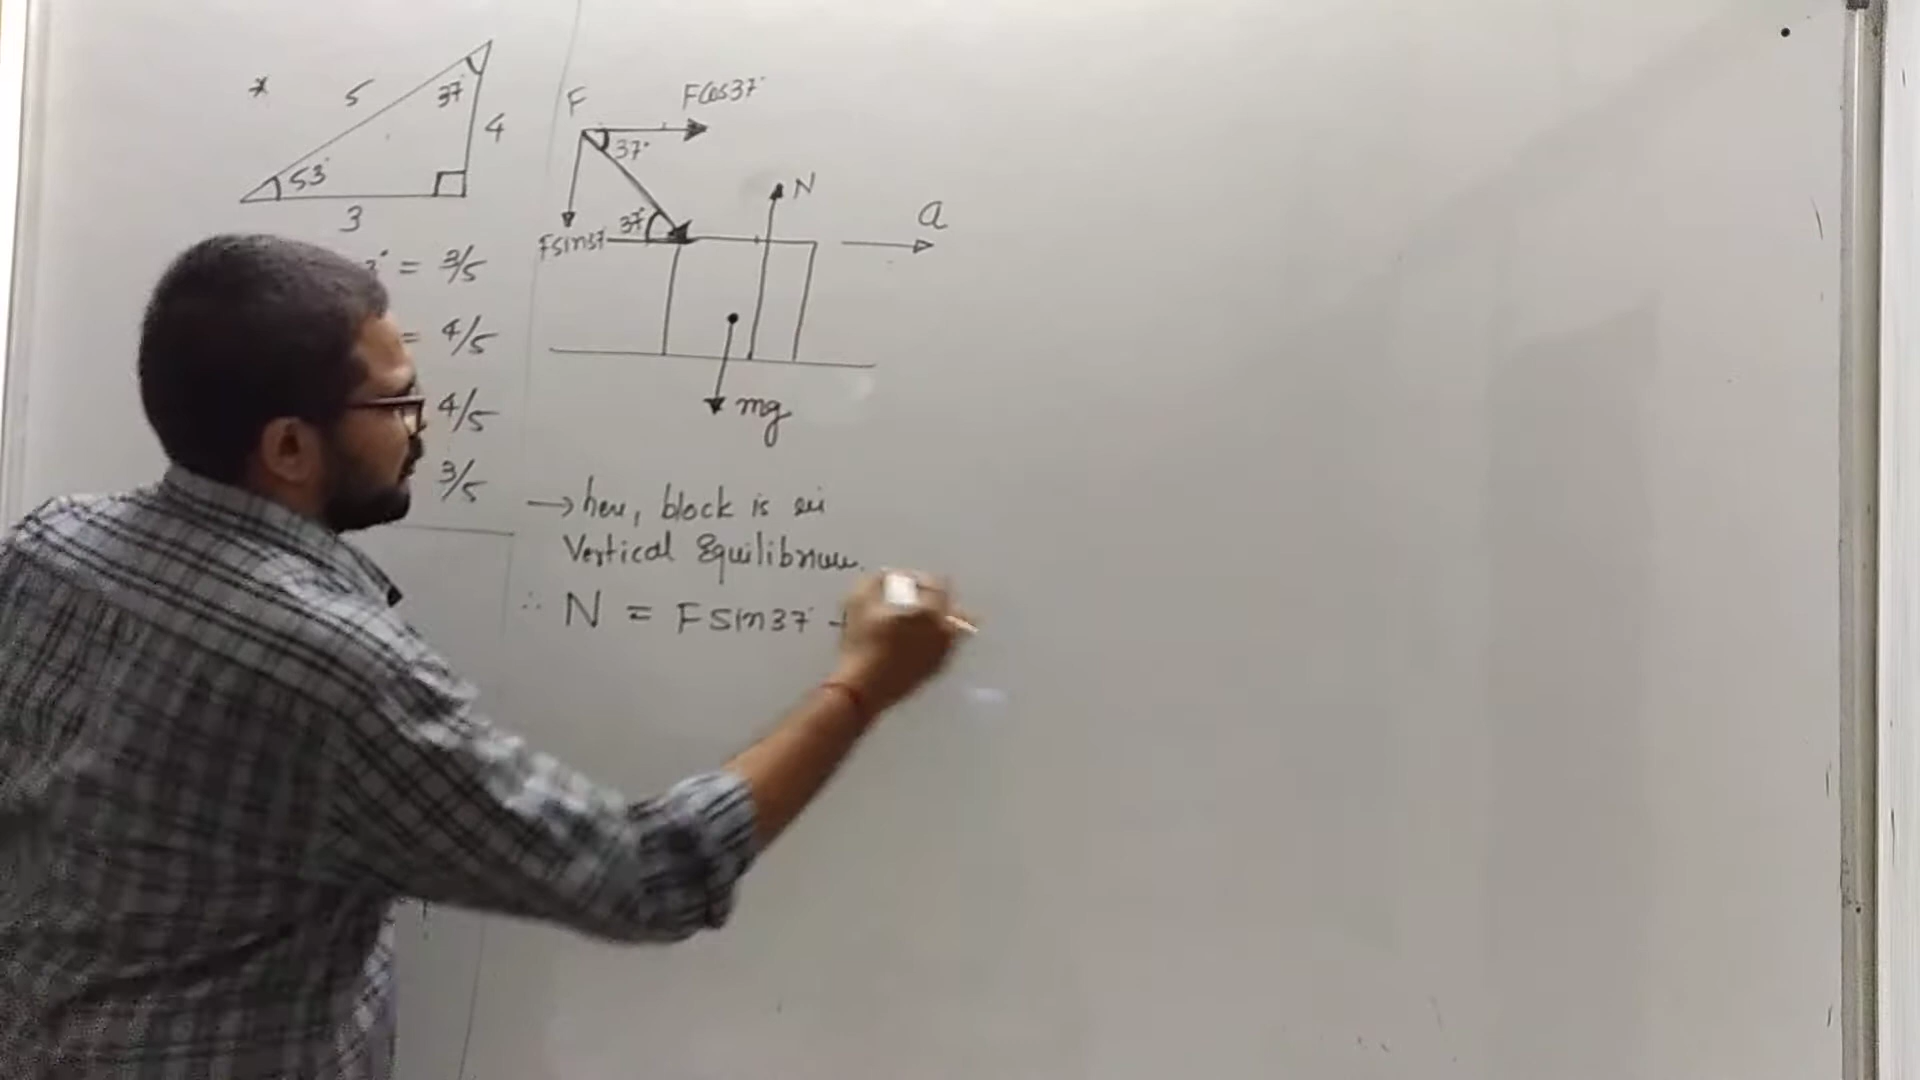 *
5
37°
4
53°
3
= 3/5
= 4/5
4/5
3/5
F
FCos37°
37°
37°
Fsin37
N
a
mg
→ here, block is in
Vertical Equilibrium.
∴ N = Fsin37° +